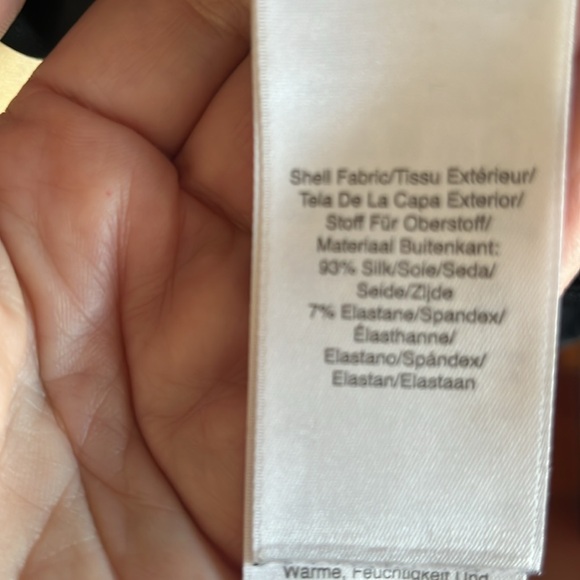 Shell Fabric/Tissu Extérieur/
Tela De La Capa Exterior/
Stoff Für Oberstoff/
Materiaal Buitenkant:
93% Silk/Soie/Seda/
Seide/Zijde
7% Elastane/Spandex/
Élasthanne/
Elastano/Spándex/
Elastan/Elastaan
Wärme, Feuchtigkeit Und